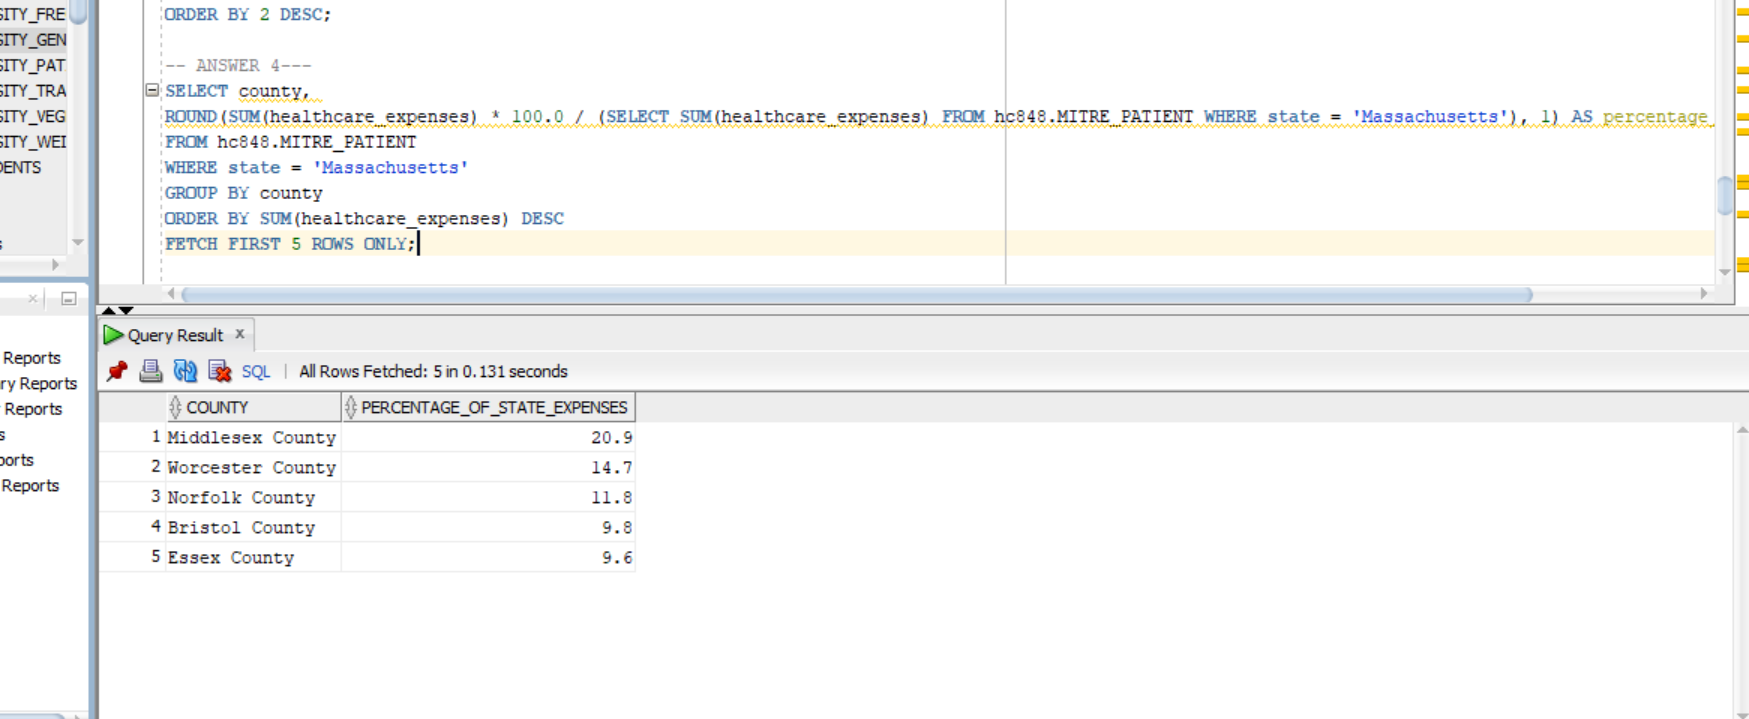 SITY_FRE
SITY_GEN
SITY_PAT
SITY_TRA
SITY_VEG
SITY_WEI
DENTS
s
ORDER BY 2 DESC;
-- ANSWER 4---
SELECT county,
ROUND(SUM(healthcare_expenses) * 100.0 / (SELECT SUM(healthcare_expenses) FROM hc848.MITRE_PATIENT WHERE state = 'Massachusetts'), 1) AS percentage_
FROM hc848.MITRE_PATIENT
WHERE state = 'Massachusetts'
GROUP BY county
ORDER BY SUM(healthcare_expenses) DESC
FETCH FIRST 5 ROWS ONLY;
Reports
ry Reports
Reports
s
ports
Reports
Query Result x
SQL | All Rows Fetched: 5 in 0.131 seconds
COUNTY PERCENTAGE_OF_STATE_EXPENSES
1 Middlesex County 20.9
2 Worcester County 14.7
3 Norfolk County 11.8
4 Bristol County 9.8
5 Essex County 9.6